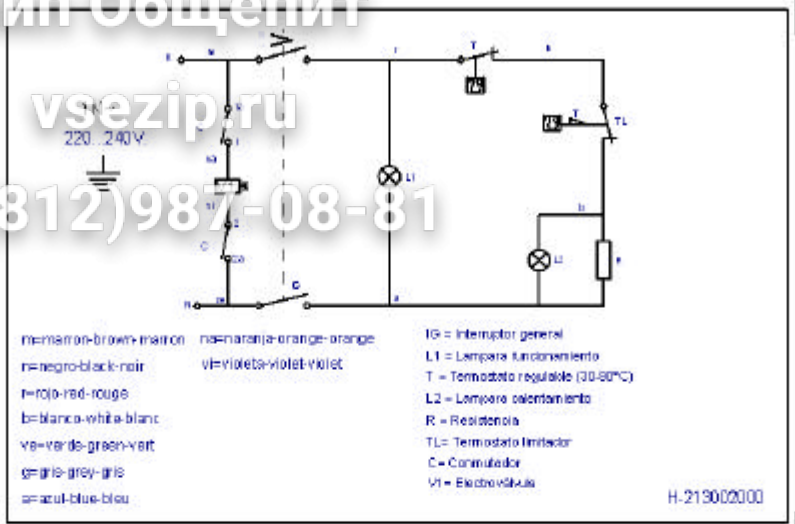 ип Общепит
vsezip.ru
220...240V.
812)987-08-81
T
T
TL
L1
L2
C
G
N
m=marron-brown-marron
na=naranja-orange-orange
n=negro-black-noir
vi=violeta-violet-violet
r=rojo-red-rouge
b=blanco-white-blanc
ve=verde-green-vert
g=gris-grey-gris
a=azul-blue-bleu
IG = Interruptor general
L1 = Lampara funcionamiento
T = Termostato regulable (30-90°C)
L2 = Lampara calentamiento
R = Resistencia
TL= Termostato limitador
C= Conmutador
V1 = Electroválvula
H-213002000